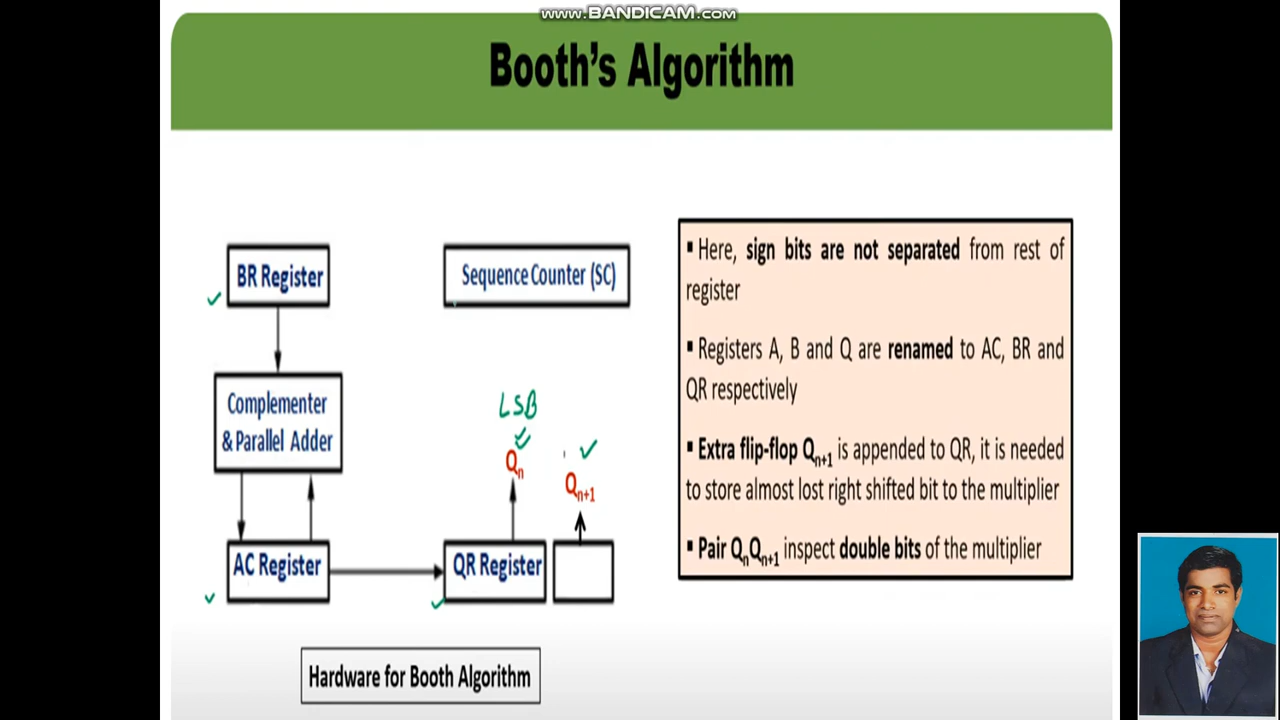 www.BANDICAM.com
Booth's Algorithm
BR Register
Sequence Counter (SC)
Complementer
& Parallel Adder
LSB
Qn
Qn+1
AC Register
QR Register
Hardware for Booth Algorithm
▪ Here, sign bits are not separated from rest of
register
▪ Registers A, B and Q are renamed to AC, BR and
QR respectively
▪ Extra flip-flop Qn+1 is appended to QR, it is needed
to store almost lost right shifted bit to the multiplier
▪ Pair QnQn+1 inspect double bits of the multiplier